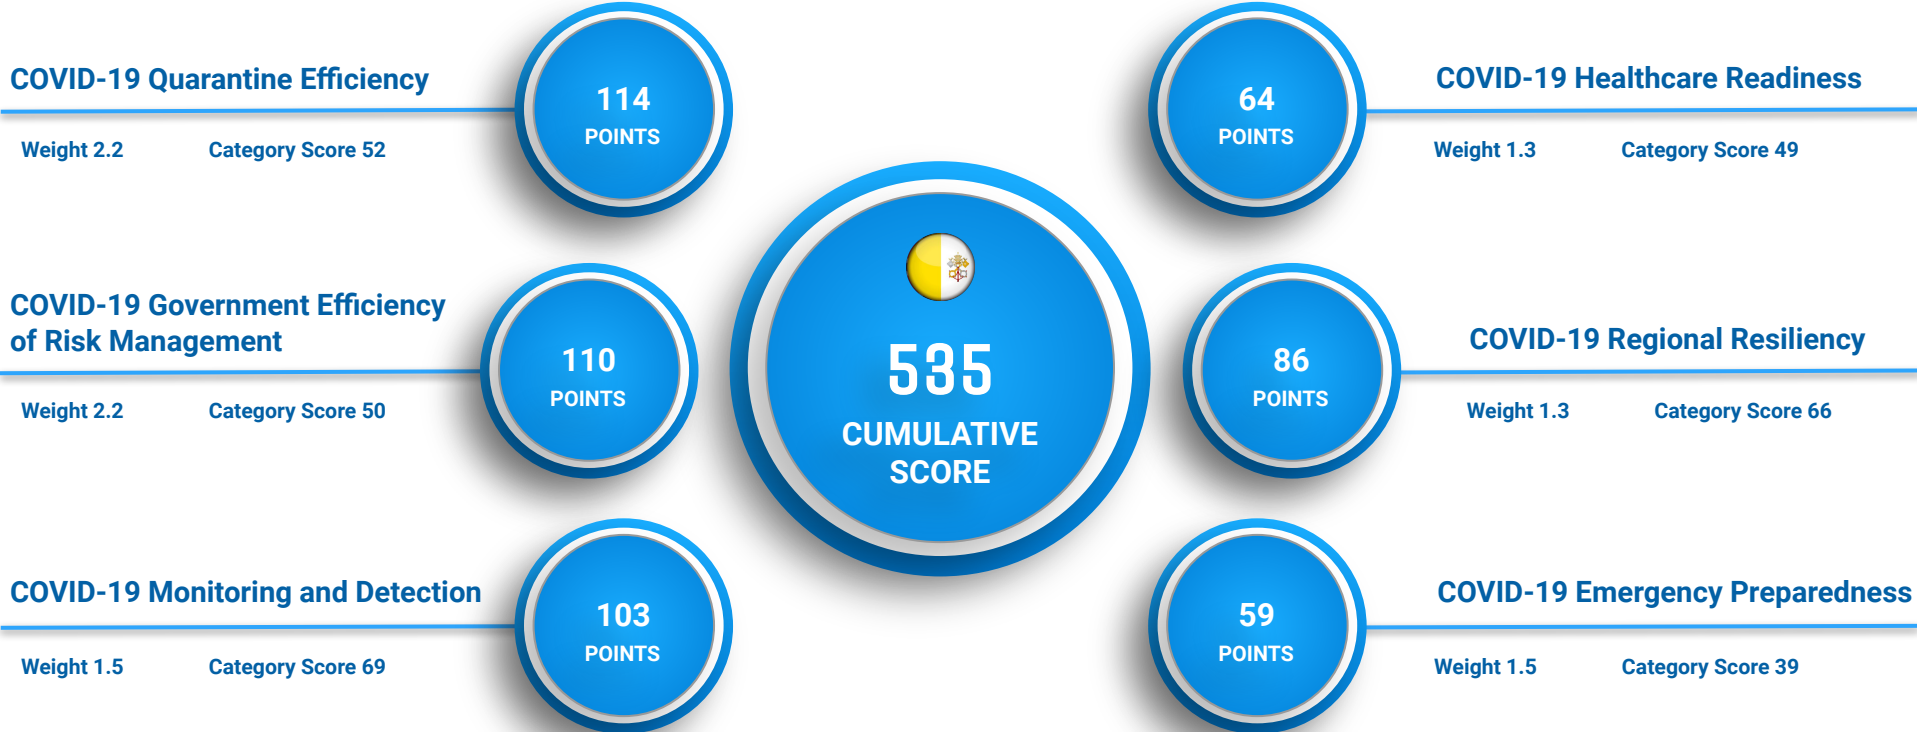 COVID-19 Quarantine Efficiency
Weight 2.2 Category Score 52
114
POINTS
COVID-19 Government Efficiency
of Risk Management
Weight 2.2 Category Score 50
110
POINTS
COVID-19 Monitoring and Detection
Weight 1.5 Category Score 69
103
POINTS
535
CUMULATIVE
SCORE
64
POINTS
COVID-19 Healthcare Readiness
Weight 1.3 Category Score 49
86
POINTS
COVID-19 Regional Resiliency
Weight 1.3 Category Score 66
59
POINTS
COVID-19 Emergency Preparedness
Weight 1.5 Category Score 39